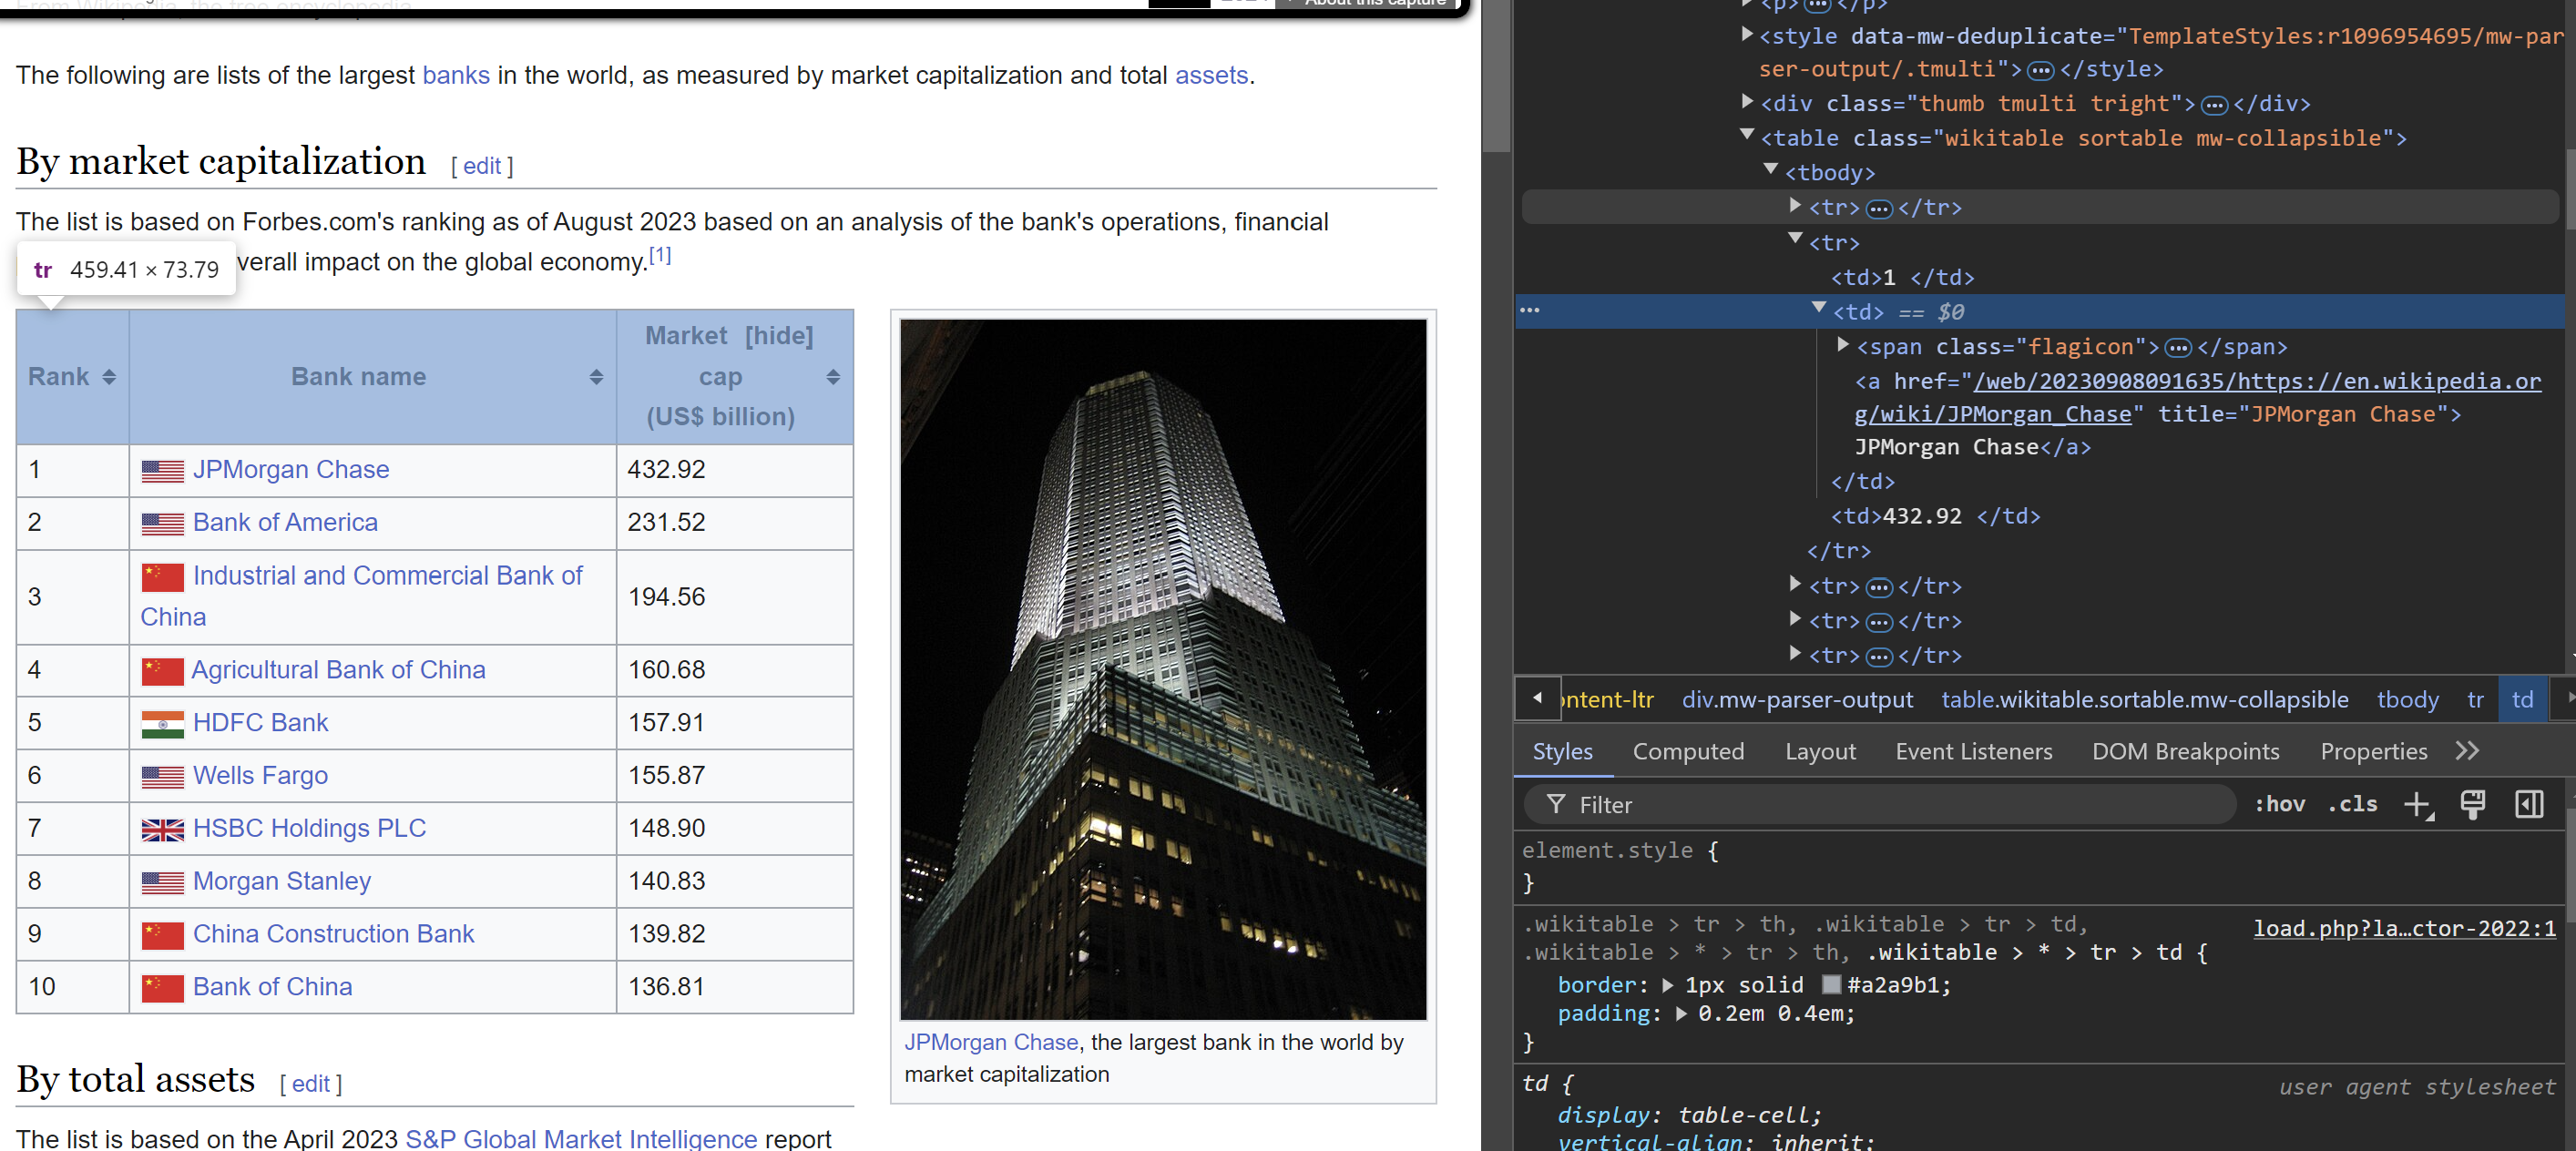 From Wikipedia, the free encyclopedia
About this capture
The following are lists of the largest banks in the world, as measured by market capitalization and total assets.
By market capitalization [ edit ]
The list is based on Forbes.com's ranking as of August 2023 based on an analysis of the bank's operations, financial
verall impact on the global economy.[1]
tr 459.41 × 73.79
Rank Bank name Market [hide]
cap
(US$ billion)
1 JPMorgan Chase 432.92
2 Bank of America 231.52
3 Industrial and Commercial Bank of
China 194.56
4 Agricultural Bank of China 160.68
5 HDFC Bank 157.91
6 Wells Fargo 155.87
7 HSBC Holdings PLC 148.90
8 Morgan Stanley 140.83
9 China Construction Bank 139.82
10 Bank of China 136.81
JPMorgan Chase, the largest bank in the world by
market capitalization
By total assets [ edit ]
The list is based on the April 2023 S&P Global Market Intelligence report
<p>…</p>
<style data-mw-deduplicate="TemplateStyles:r1096954695/mw-par
ser-output/.tmulti">…</style>
<div class="thumb tmulti tright">…</div>
<table class="wikitable sortable mw-collapsible">
<tbody>
<tr>…</tr>
<tr>
<td>1 </td>
… <td> == $0
<span class="flagicon">…</span>
<a href="/web/20230908091635/https://en.wikipedia.or
g/wiki/JPMorgan_Chase" title="JPMorgan Chase">
JPMorgan Chase</a>
</td>
<td>432.92 </td>
</tr>
<tr>…</tr>
<tr>…</tr>
<tr>…</tr>
ntent-ltr div.mw-parser-output table.wikitable.sortable.mw-collapsible tbody tr td
Styles Computed Layout Event Listeners DOM Breakpoints Properties
Filter :hov .cls
element.style {
}
.wikitable > tr > th, .wikitable > tr > td, load.php?la…ctor-2022:1
.wikitable > * > tr > th, .wikitable > * > tr > td {
border: 1px solid #a2a9b1;
padding: 0.2em 0.4em;
}
td { user agent stylesheet
display: table-cell;
vertical-align: inherit;